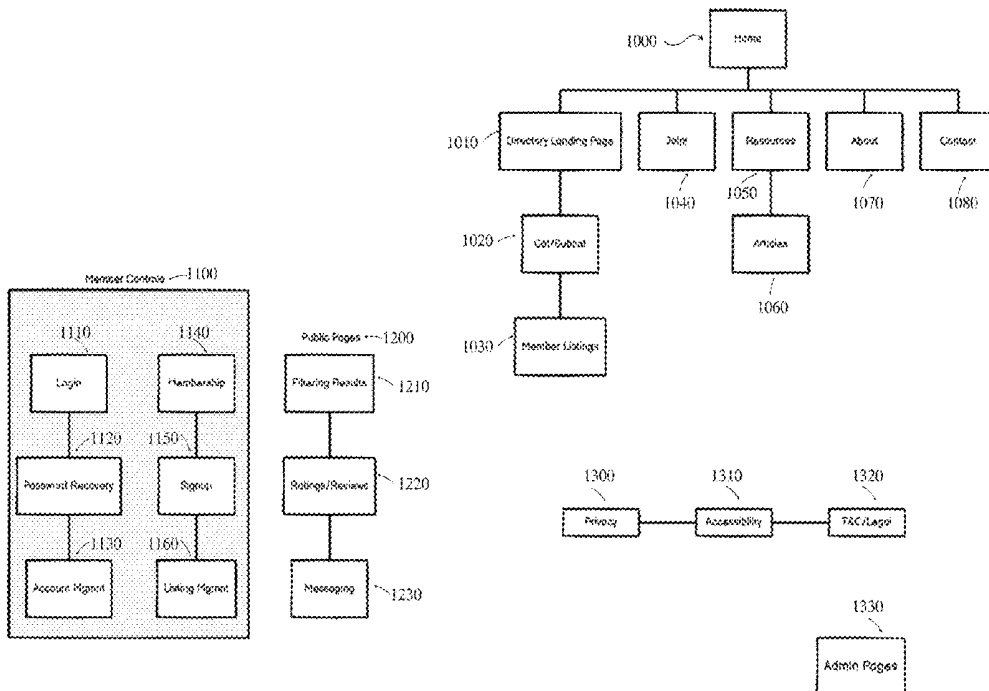 1000
Home
1010
Directory Landing Page
Join!
Resources
About
Contact
1040
1050
1070
1080
1020
Cat/Subcat
Articles
1060
1030
Member Listings
Member Controls
1100
1110
1140
Login
Membership
1120
1150
Password Recovery
Signup
1130
1160
Account Mgmnt
Listing Mgmnt
Public Pages
1200
Filtering Results
1210
Ratings/Reviews
1220
Messaging
1230
1300
1310
1320
Privacy
Accessibility
T&C/Legal
1330
Admin Pages